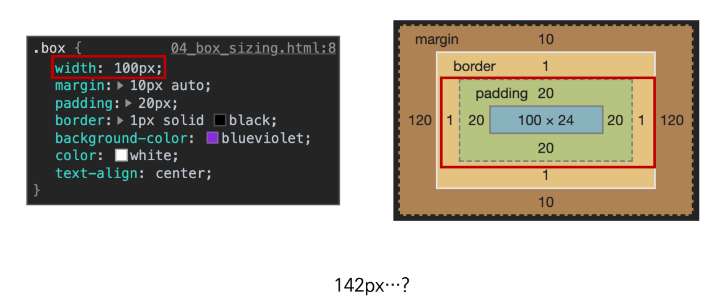 .box { 04_box_sizing.html:8
width: 100px;
margin: ▶ 10px auto;
padding: ▶ 20px;
border: ▶ 1px solid black;
background-color: blueviolet;
color: white;
text-align: center;
}
margin 10
border 1
padding 20
120 1 20 100 × 24 20 1 120
20
1
10
142px…?